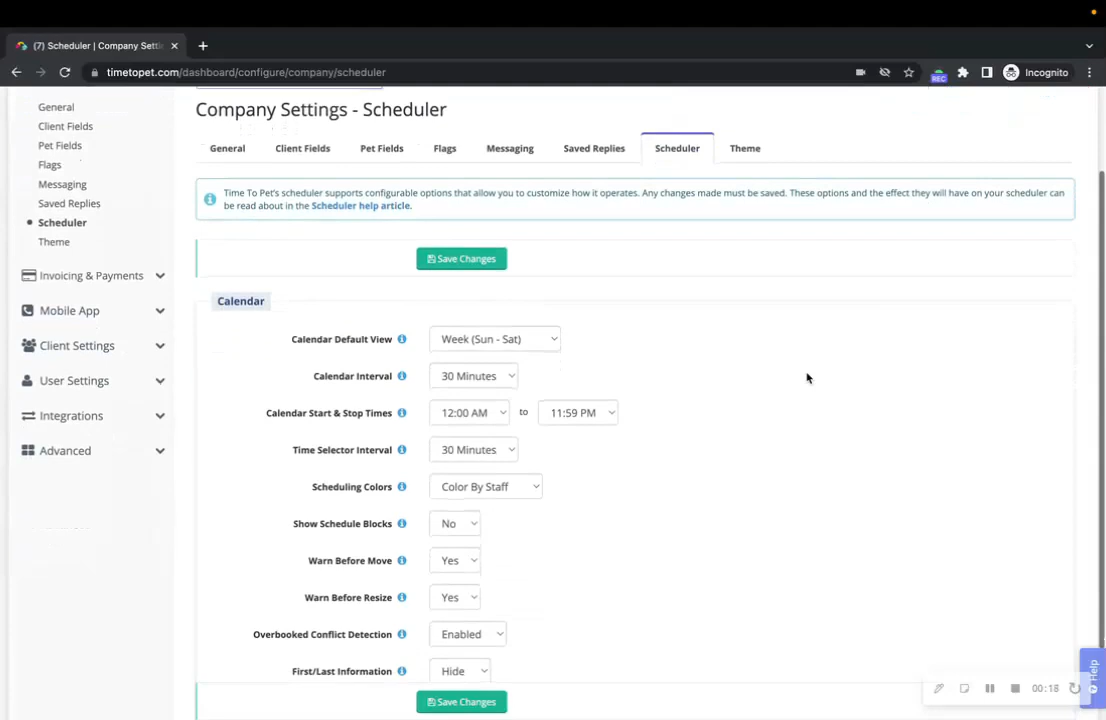 (7) Scheduler | Company Settin
timetopet.com/dashboard/configure/company/scheduler
REC
Incognito
General
Client Fields
Pet Fields
Flags
Messaging
Saved Replies
Scheduler
Theme
Invoicing & Payments
Mobile App
Client Settings
User Settings
Integrations
Advanced
Company Settings - Scheduler
General Client Fields Pet Fields Flags Messaging Saved Replies Scheduler Theme
Time To Pet's scheduler supports configurable options that allow you to customize how it operates. Any changes made must be saved. These options and the effect they will have on your scheduler can
be read about in the Scheduler help article.
Save Changes
Calendar
Calendar Default View Week (Sun - Sat)
Calendar Interval 30 Minutes
Calendar Start & Stop Times 12:00 AM to 11:59 PM
Time Selector Interval 30 Minutes
Scheduling Colors Color By Staff
Show Schedule Blocks No
Warn Before Move Yes
Warn Before Resize Yes
Overbooked Conflict Detection Enabled
First/Last Information Hide
Save Changes
00:18
Help